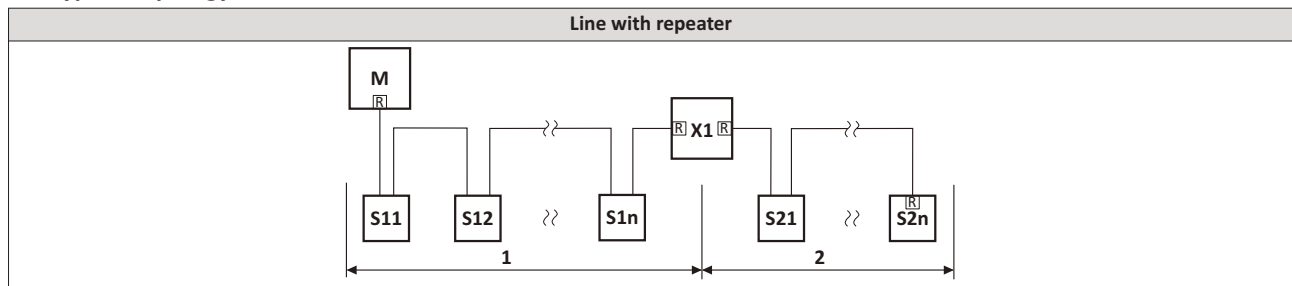 Line with repeater
M
R
R X1 R
S11 S12 S1n S21 R S2n
1 2